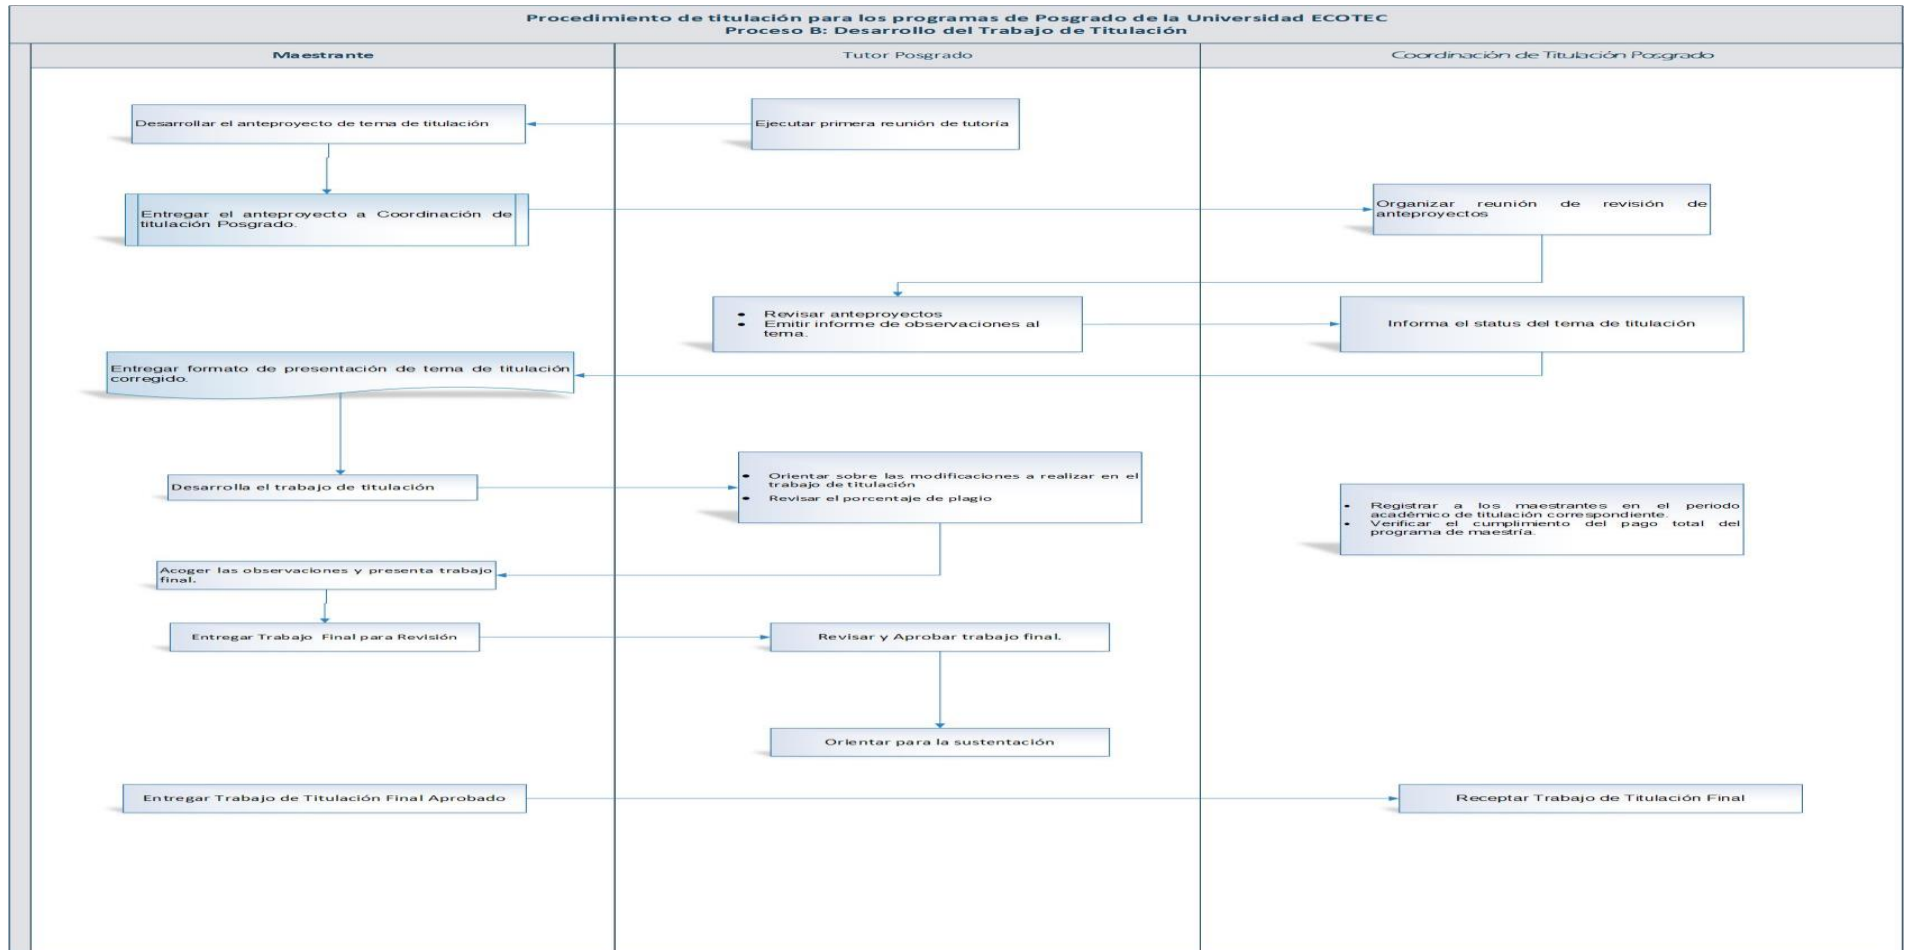 Procedimiento de titulación para los programas de Posgrado de la Universidad ECOTEC
Proceso B: Desarrollo del Trabajo de Titulación
Maestrante
Tutor Posgrado
Coordinación de Titulación Posgrado
Desarrollar el anteproyecto de tema de titulación
Ejecutar primera reunión de tutoría
Entregar el anteproyecto a Coordinación de
titulación Posgrado.
Organizar reunión de revisión de
anteproyectos
• Revisar anteproyectos
• Emitir informe de observaciones al
tema.
Informa el status del tema de titulación
Entregar formato de presentación de tema de titulación
corregido.
Desarrolla el trabajo de titulación
• Orientar sobre las modificaciones a realizar en el
trabajo de titulación
• Revisar el porcentaje de plagio
• Registrar a los maestrantes en el periodo
académico de titulación correspondiente.
• Verificar el cumplimiento del pago total del
programa de maestría.
Acoger las observaciones y presenta trabajo
final.
Entregar Trabajo Final para Revisión
Revisar y Aprobar trabajo final.
Orientar para la sustentación
Entregar Trabajo de Titulación Final Aprobado
Receptar Trabajo de Titulación Final